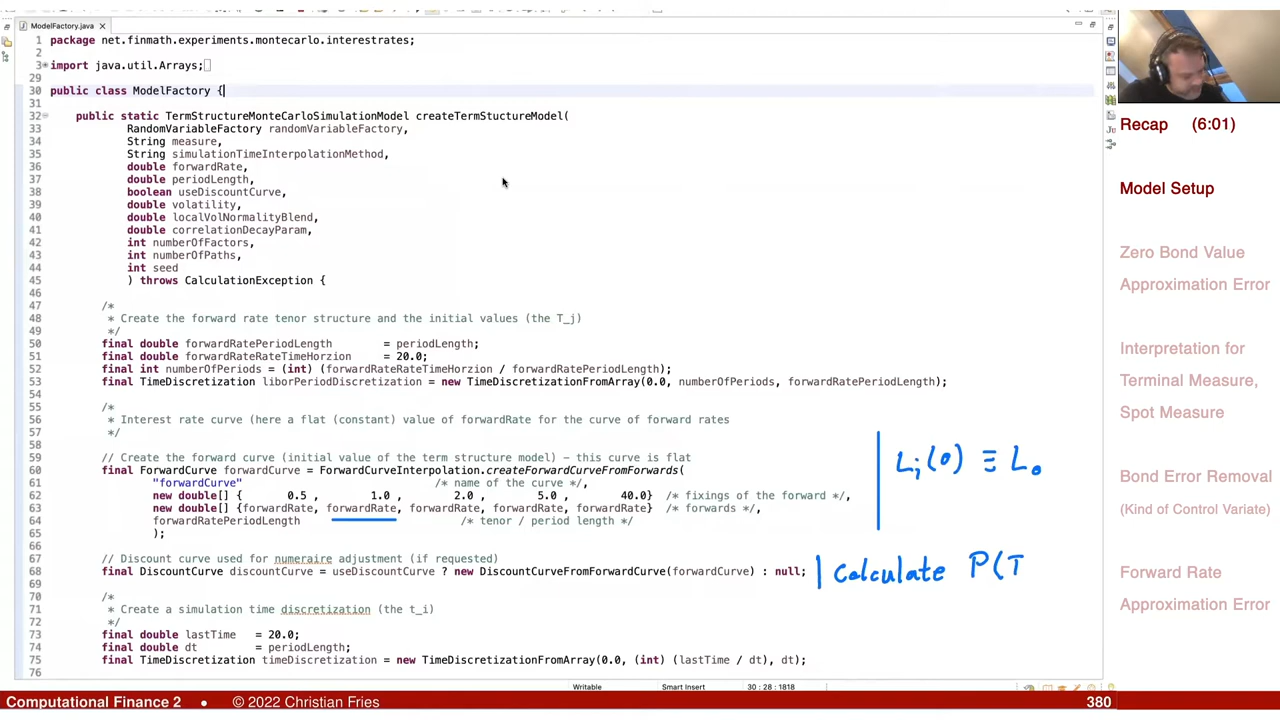 ModelFactory.java
1 package net.finmath.experiments.montecarlo.interestrates;
2
3 import java.util.Arrays;
29
30 public class ModelFactory {
31
32 public static TermStructureMonteCarloSimulationModel createTermStuctureModel(
33 RandomVariableFactory randomVariableFactory,
34 String measure,
35 String simulationTimeInterpolationMethod,
36 double forwardRate,
37 double periodLength,
38 boolean useDiscountCurve,
39 double volatility,
40 double localVolNormalityBlend,
41 double correlationDecayParam,
42 int numberOfFactors,
43 int numberOfPaths,
44 int seed
45 ) throws CalculationException {
46
47 /*
48 * Create the forward rate tenor structure and the initial values (the T_j)
49 */
50 final double forwardRatePeriodLength = periodLength;
51 final double forwardRateRateTimeHorzion = 20.0;
52 final int numberOfPeriods = (int) (forwardRateRateTimeHorzion / forwardRatePeriodLength);
53 final TimeDiscretization liborPeriodDiscretization = new TimeDiscretizationFromArray(0.0, numberOfPeriods, forwardRatePeriodLength);
54
55 /*
56 * Interest rate curve (here a flat (constant) value of forwardRate for the curve of forward rates
57 */
58
59 // Create the forward curve (initial value of the term structure model) – this curve is flat
60 final ForwardCurve forwardCurve = ForwardCurveInterpolation.createForwardCurveFromForwards(
61 "forwardCurve" /* name of the curve */,
62 new double[] { 0.5 , 1.0 , 2.0 , 5.0 , 40.0} /* fixings of the forward */,
63 new double[] {forwardRate, forwardRate, forwardRate, forwardRate, forwardRate} /* forwards */,
64 forwardRatePeriodLength /* tenor / period length */
65 );
66
67 // Discount curve used for numeraire adjustment (if requested)
68 final DiscountCurve discountCurve = useDiscountCurve ? new DiscountCurveFromForwardCurve(forwardCurve) : null;
69
70 /*
71 * Create a simulation time discretization (the t_i)
72 */
73 final double lastTime = 20.0;
74 final double dt = periodLength;
75 final TimeDiscretization timeDiscretization = new TimeDiscretizationFromArray(0.0, (int) (lastTime / dt), dt);
76
L_i(0) ≡ L_0
Calculate P(T
Writable Smart Insert 30 : 28 : 1818
Recap (6:01)
Model Setup
Zero Bond Value
Approximation Error
Interpretation for
Terminal Measure,
Spot Measure
Bond Error Removal
(Kind of Control Variate)
Forward Rate
Approximation Error
Computational Finance 2 • © 2022 Christian Fries 380